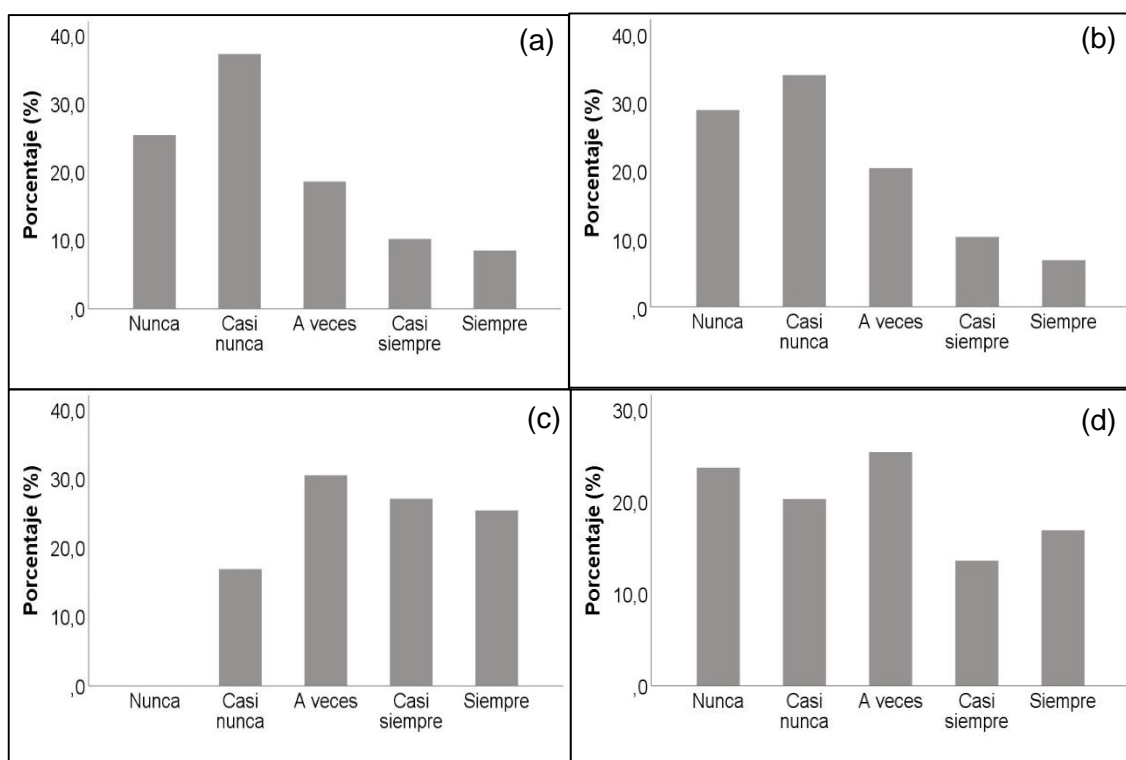 (a)
Porcentaje (%)
40,0
30,0
20,0
10,0
,0
Nunca
Casi
nunca
A veces
Casi
siempre
Siempre
(b)
Porcentaje (%)
40,0
30,0
20,0
10,0
,0
Nunca
Casi
nunca
A veces
Casi
siempre
Siempre
(c)
Porcentaje (%)
40,0
30,0
20,0
10,0
,0
Nunca
Casi
nunca
A veces
Casi
siempre
Siempre
(d)
Porcentaje (%)
30,0
20,0
10,0
,0
Nunca
Casi
nunca
A veces
Casi
siempre
Siempre